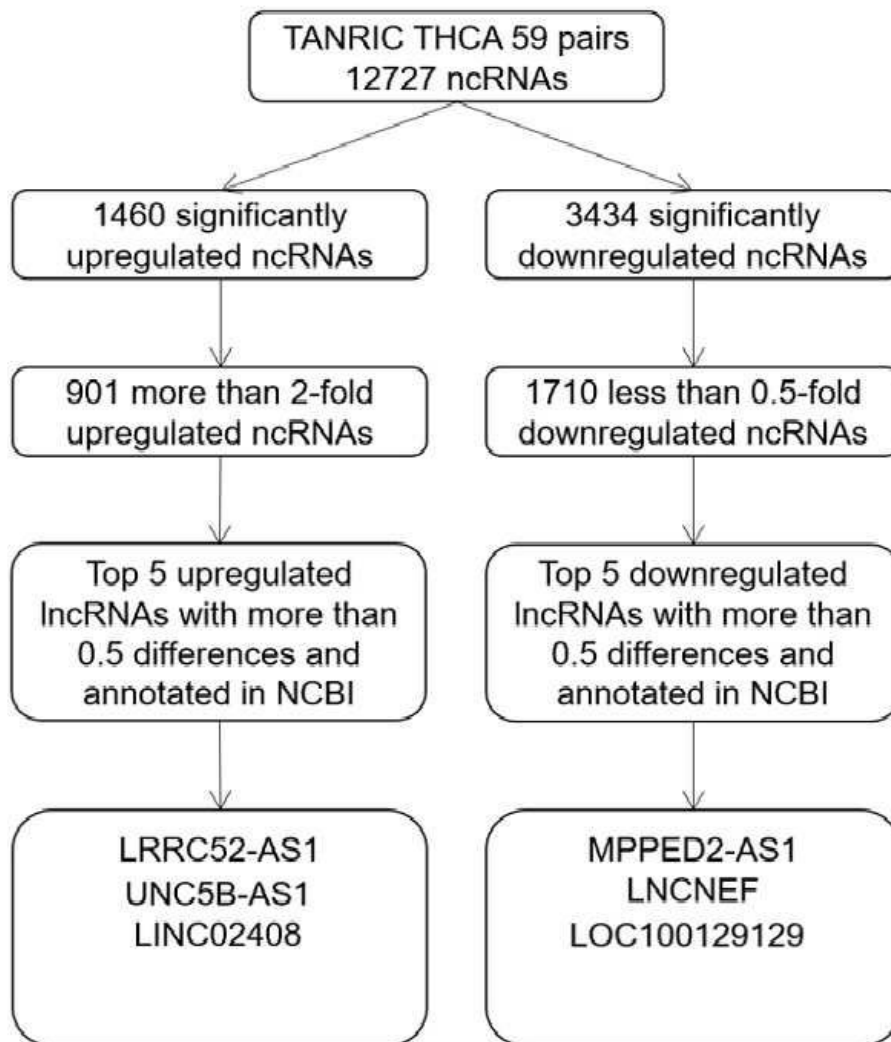 TANRIC THCA 59 pairs
12727 ncRNAs
1460 significantly
upregulated ncRNAs
3434 significantly
downregulated ncRNAs
901 more than 2-fold
upregulated ncRNAs
1710 less than 0.5-fold
downregulated ncRNAs
Top 5 upregulated
lncRNAs with more than
0.5 differences and
annotated in NCBI
Top 5 downregulated
lncRNAs with more than
0.5 differences and
annotated in NCBI
LRRC52-AS1
UNC5B-AS1
LINC02408
MPPED2-AS1
LNCNEF
LOC100129129